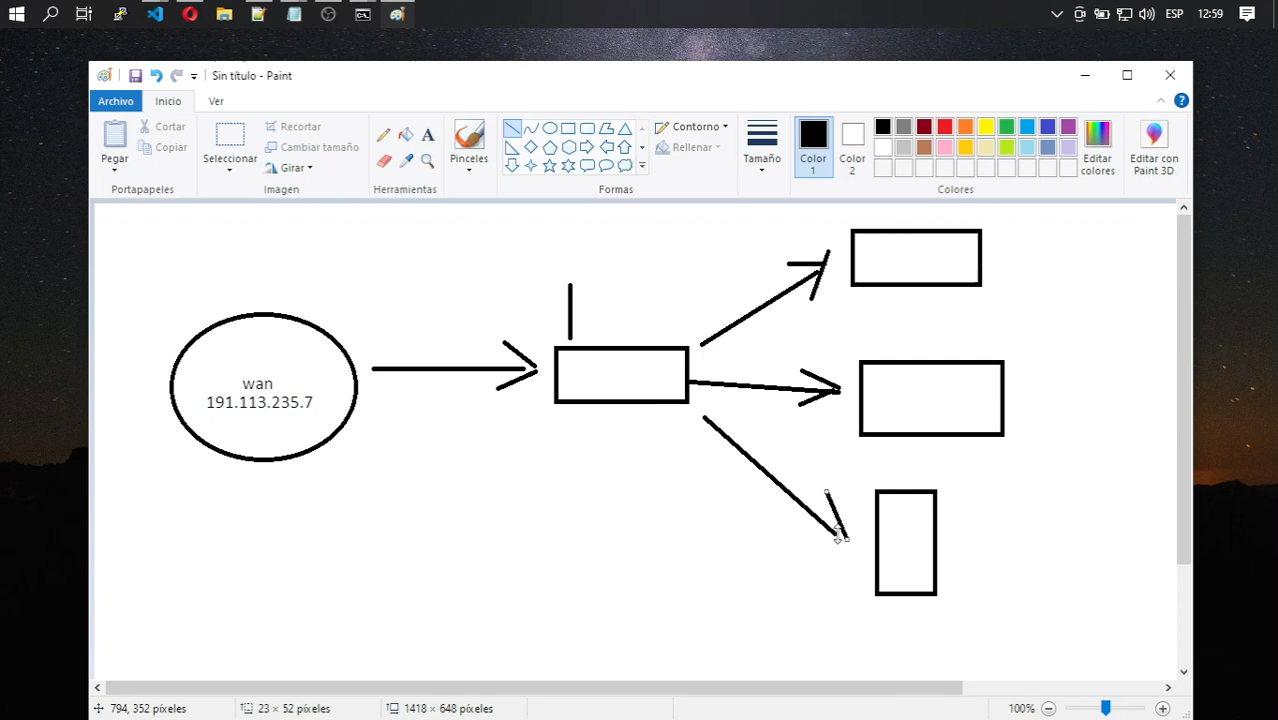 ESP
12:59
Sin título - Paint
Archivo
Inicio
Ver
Pegar
Cortar
Copiar
Portapapeles
Seleccionar
Recortar
Cambiar tamaño
Girar
Imagen
A
Herramientas
Pinceles
Contorno
Rellenar
Formas
Tamaño
Color
1
Color
2
Editar
colores
Colores
Editar con
Paint 3D
wan
191.113.235.7
794, 352 píxeles
23 × 52 píxeles
1418 × 648 píxeles
100%